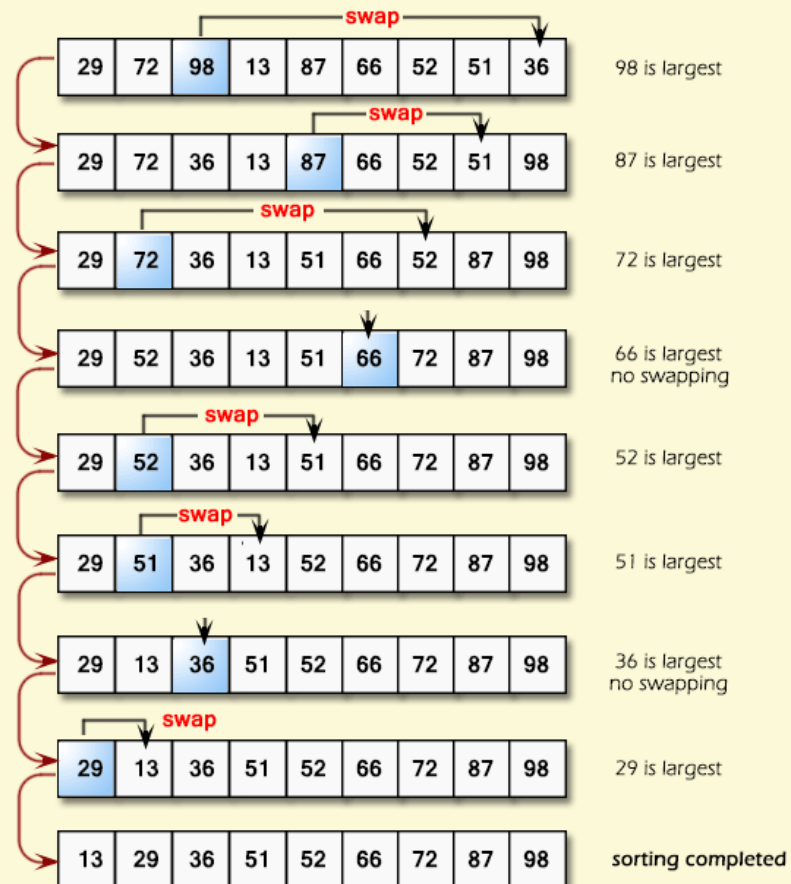 swap
29 72 98 13 87 66 52 51 36 98 is largest
swap
29 72 36 13 87 66 52 51 98 87 is largest
swap
29 72 36 13 51 66 52 87 98 72 is largest
29 52 36 13 51 66 72 87 98 66 is largest
no swapping
swap
29 52 36 13 51 66 72 87 98 52 is largest
swap
29 51 36 13 52 66 72 87 98 51 is largest
29 13 36 51 52 66 72 87 98 36 is largest
no swapping
swap
29 13 36 51 52 66 72 87 98 29 is largest
13 29 36 51 52 66 72 87 98 sorting completed